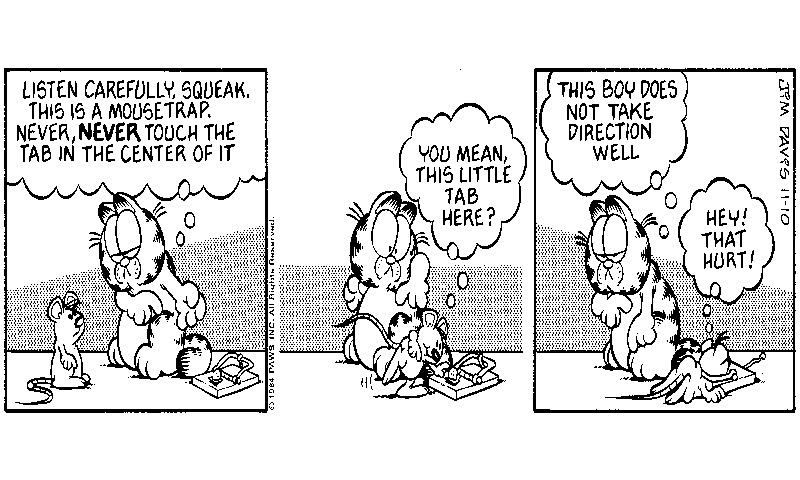 LISTEN CAREFULLY, SQUEAK.
THIS IS A MOUSETRAP.
NEVER, NEVER TOUCH THE
TAB IN THE CENTER OF IT
© 1984 PAWS, INC. All Rights Reserved.
YOU MEAN,
THIS LITTLE
TAB
HERE?
THIS BOY DOES
NOT TAKE
DIRECTION
WELL
HEY!
THAT
HURT!
JIM DAVIS 11-10